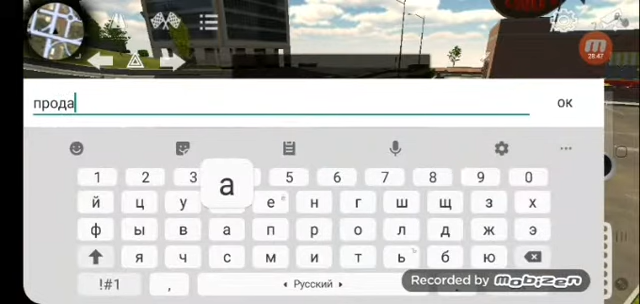 прода
ок
1 2 3 5 6 7 8 9 0
а
й ц у е н г ш щ з х
ф ы в а п р о л д ж э
я ч с м и т ь б ю
!#1 , Русский
Recorded by mobizen